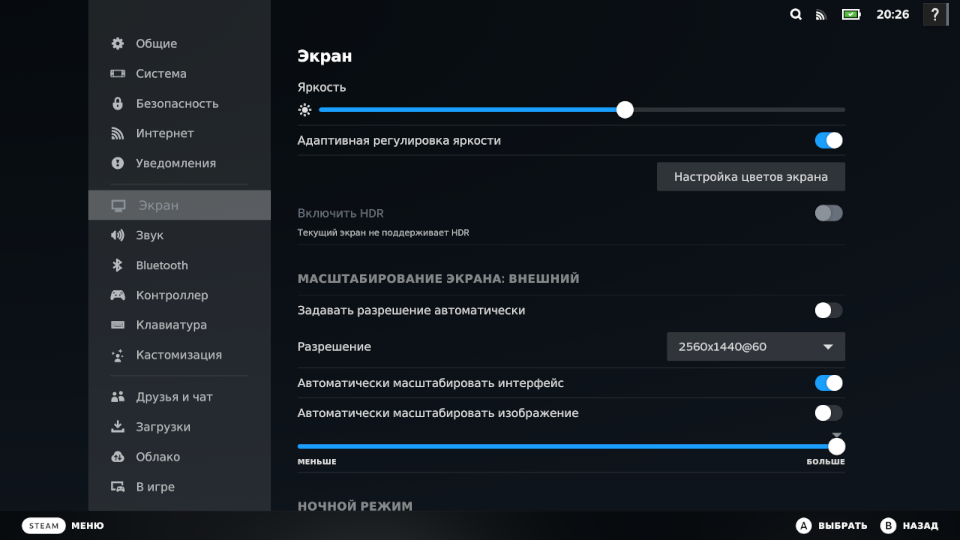 20:26
?
Общие
Система
Безопасность
Интернет
Уведомления
Экран
Звук
Bluetooth
Контроллер
Клавиатура
Кастомизация
Друзья и чат
Загрузки
Облако
В игре
Экран
Яркость
Адаптивная регулировка яркости
Настройка цветов экрана
Включить HDR
Текущий экран не поддерживает HDR
МАСШТАБИРОВАНИЕ ЭКРАНА: ВНЕШНИЙ
Задавать разрешение автоматически
Разрешение
2560x1440@60
Автоматически масштабировать интерфейс
Автоматически масштабировать изображение
МЕНЬШЕ
БОЛЬШЕ
НОЧНОЙ РЕЖИМ
STEAM МЕНЮ
A ВЫБРАТЬ
B НАЗАД